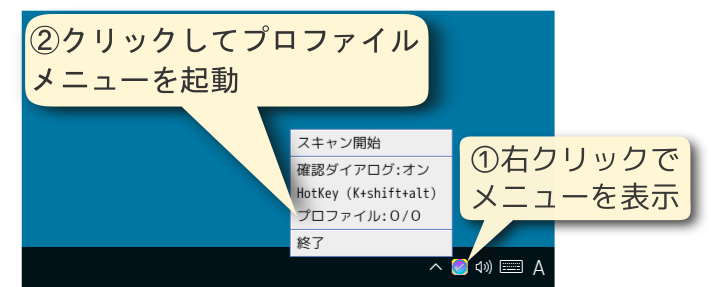 ②クリックしてプロファイル
メニューを起動
スキャン開始
確認ダイアログ:オン
HotKey (K+shift+alt)
プロファイル:0/0
終了
①右クリックで
メニューを表示
A